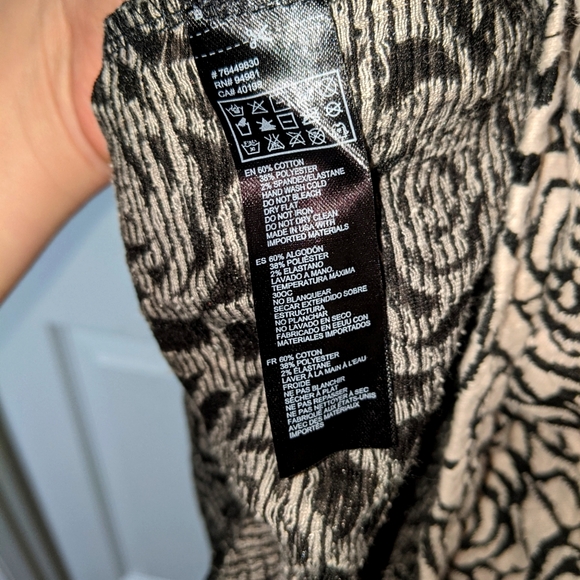 # 76449830
RN# 94981
CA# 40198
EN 60% COTTON
38% POLYESTER
2% SPANDEX/ELASTANE
HAND WASH COLD
DO NOT BLEACH
DRY FLAT
DO NOT IRON
DO NOT DRY CLEAN
MADE IN USA WITH
IMPORTED MATERIALS
ES 60% ALGODÓN
38% POLIÉSTER
2% ELASTANO
LAVADO A MANO.
TEMPERATURA MÁXIMA
30OC
NO BLANQUEAR
SECAR EXTENDIDO SOBRE
ESTRUCTURA
NO PLANCHAR
NO LAVADO EN SECO
FABRICADO EN EEUU CON
MATERIALES IMPORTADOS
FR 60% COTON
38% POLYESTER
2% ÉLASTANE
LAVER À LA MAIN À L'EAU
FROIDE
NE PAS BLANCHIR
SÉCHER À PLAT
NE PAS REPASSER
NE PAS NETTOYER À SEC
FABRIQUE AUX ÉTATS-UNIS
AVEC DES MATERIAUX
IMPORTÉS